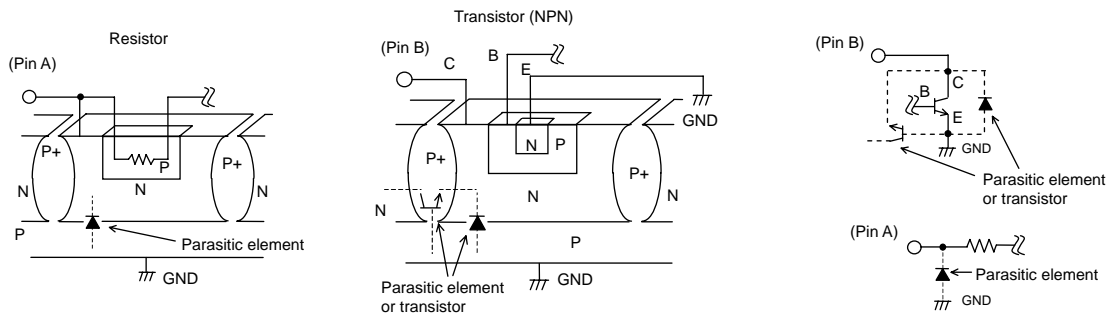 Resistor
(Pin A)
P+
P
P+
N
N
N
P
Parasitic element
GND
Transistor (NPN)
(Pin B)
C
B
E
GND
P+
N
P
P+
N
N
N
P
GND
Parasitic element
or transistor
(Pin B)
C
B
E
GND
Parasitic element
or transistor
(Pin A)
Parasitic element
GND